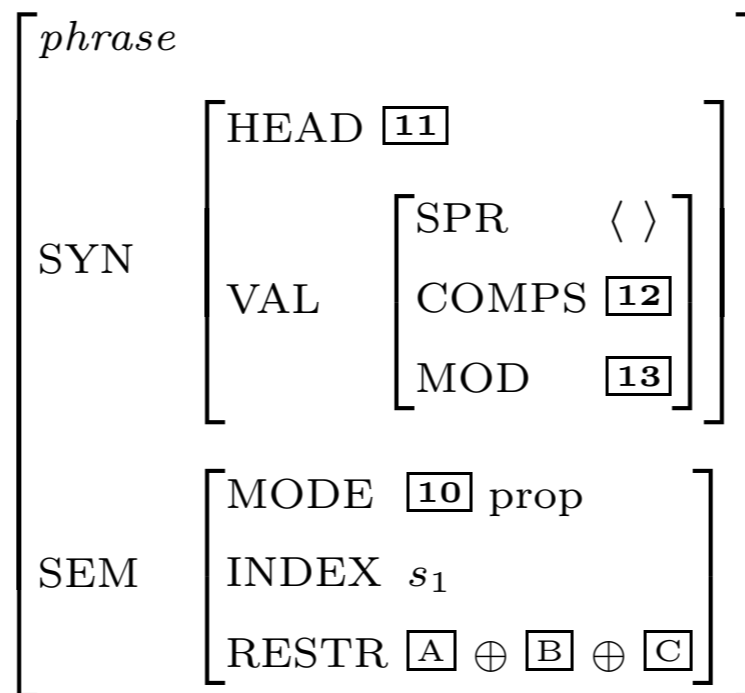 phrase
HEAD 11
SPR ⟨ ⟩
SYN
VAL COMPS 12
MOD 13
MODE 10 prop
SEM INDEX s₁
RESTR A ⊕ B ⊕ C